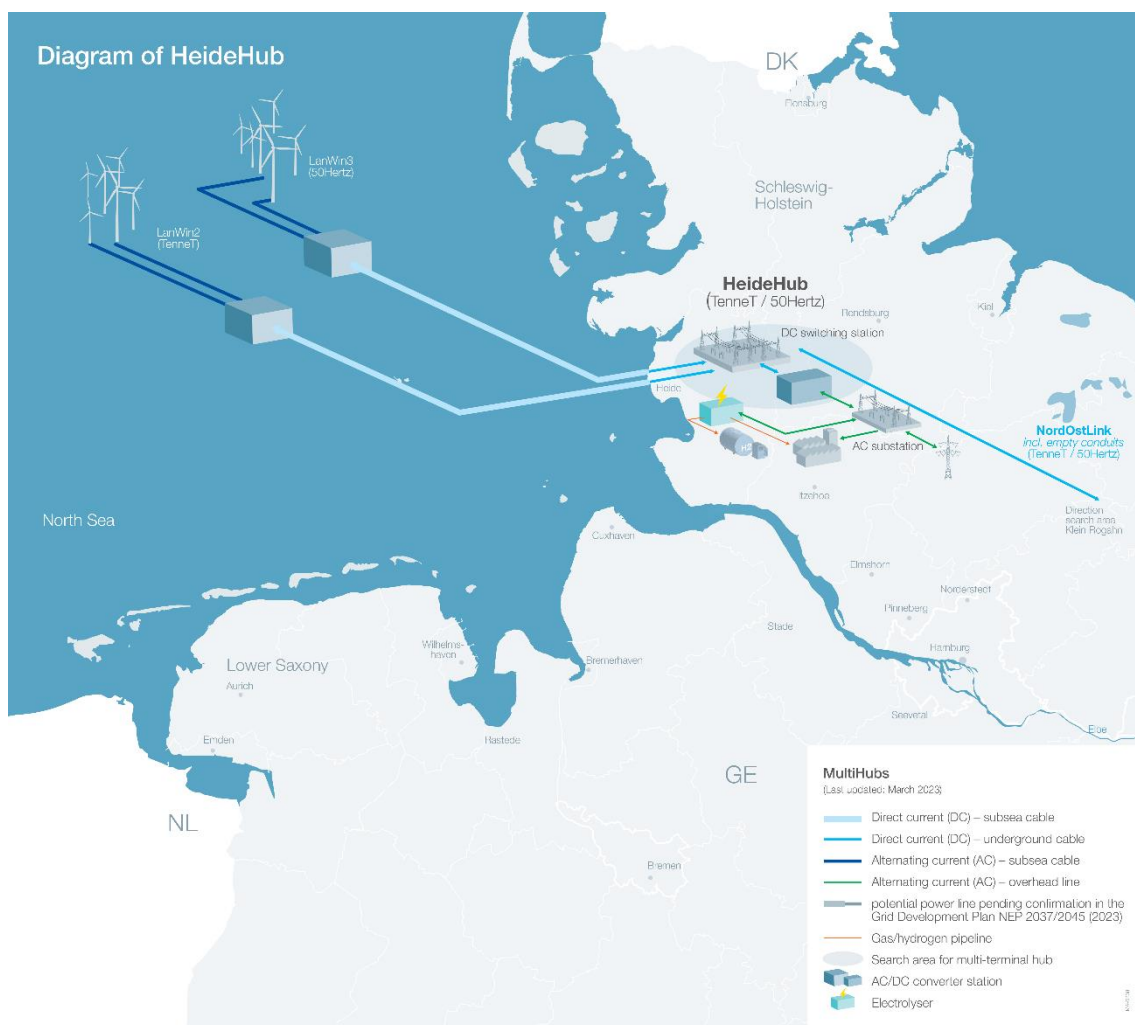 Diagram of HeideHub
DK
Flensburg
LanWin3
(50Hertz)
Schleswig-
Holstein
LanWin2
(TenneT)
HeideHub
(TenneT / 50Hertz)
Rendsburg
Kiel
DC switching station
Heide
NordOstLink
incl. empty conduits
(TenneT / 50Hertz)
H2
AC substation
Itzehoe
Direction
search area
Klein Rogahn
North Sea
Cuxhaven
Elmshorn
Norderstedt
Pinneberg
Stade
Wilhelms-
haven
Hamburg
Lower Saxony
Bremerhaven
Aurich
Seevetal
Elbe
Emden
Rastede
GE
NL
Bremen
MultiHubs
(Last updated: March 2023)
Direct current (DC) – subsea cable
Direct current (DC) – underground cable
Alternating current (AC) – subsea cable
Alternating current (AC) – overhead line
potential power line pending confirmation in the
Grid Development Plan NEP 2037/2045 (2023)
Gas/hydrogen pipeline
Search area for multi-terminal hub
AC/DC converter station
Electrolyser